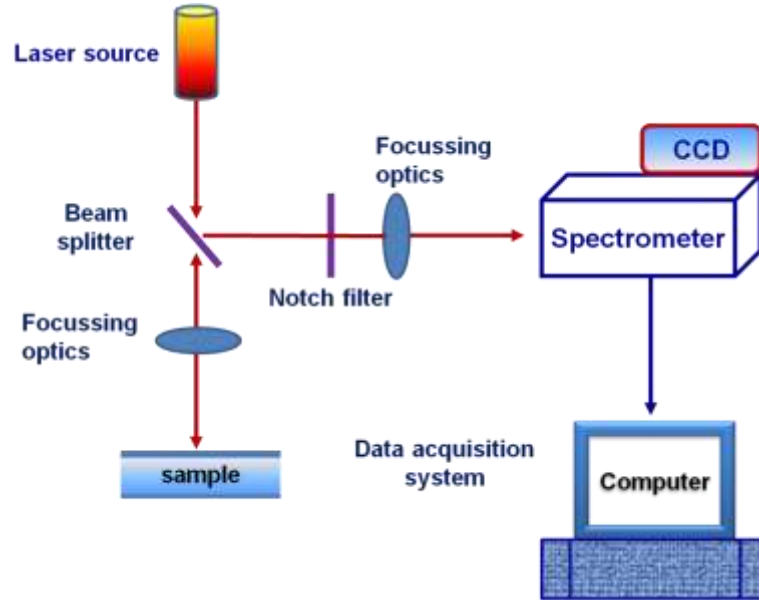 Laser source
CCD
Focussing
optics
Beam
splitter
Spectrometer
Notch filter
Focussing
optics
Data acquisition
system
sample
Computer